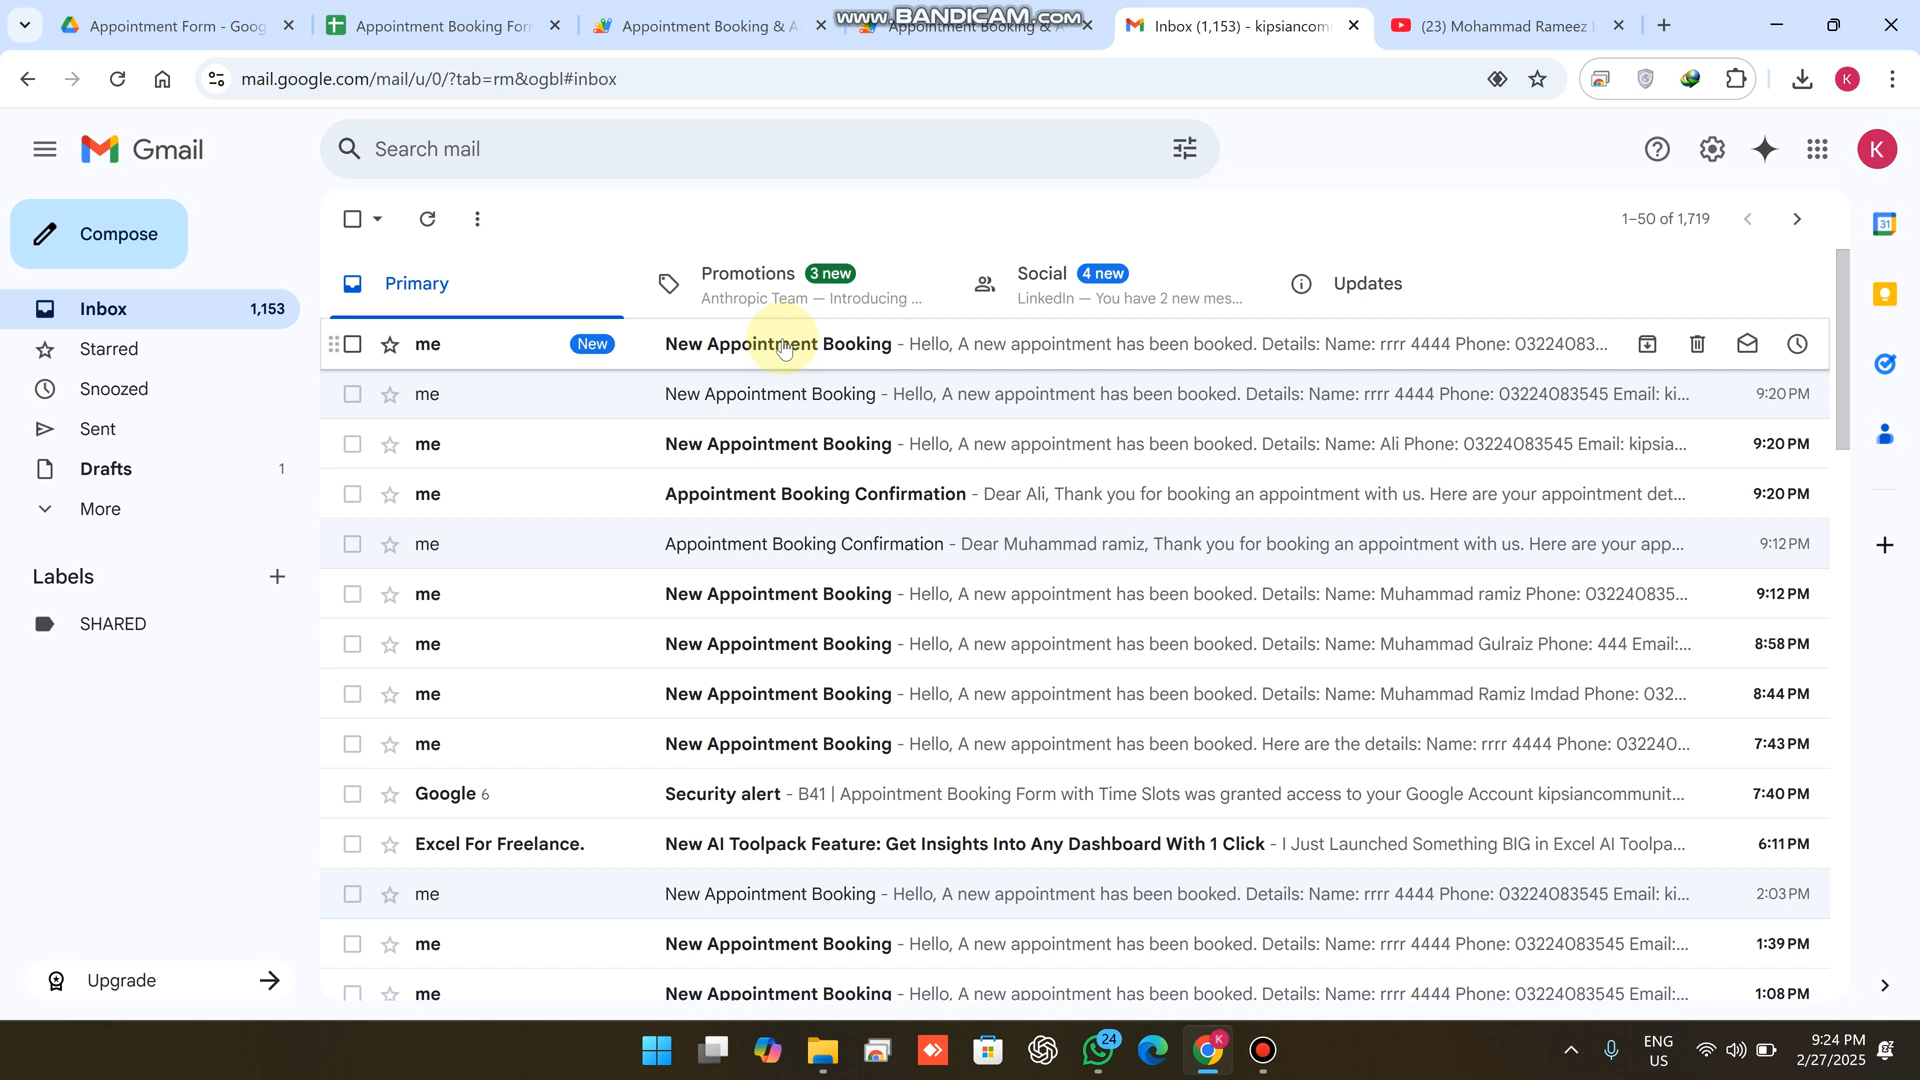 Appointment Form - Goog
Appointment Booking For
Appointment Booking & A
Appointment Booking & A
Inbox (1,153) - kipsiancom
(23) Mohammad Rameez I
www.BANDICAM.com
mail.google.com/mail/u/0/?tab=rm&ogbl#inbox
K
Gmail
Search mail
K
Compose
1–50 of 1,719
Primary
Promotions 3 new
Anthropic Team — Introducing ...
Social 4 new
LinkedIn — You have 2 new mes...
Updates
Inbox 1,153
Starred
Snoozed
Sent
Drafts 1
More
Labels
SHARED
Upgrade
31
me New New Appointment Booking - Hello, A new appointment has been booked. Details: Name: rrrr 4444 Phone: 03224083...
me New Appointment Booking - Hello, A new appointment has been booked. Details: Name: rrrr 4444 Phone: 03224083545 Email: ki... 9:20 PM
me New Appointment Booking - Hello, A new appointment has been booked. Details: Name: Ali Phone: 03224083545 Email: kipsia... 9:20 PM
me Appointment Booking Confirmation - Dear Ali, Thank you for booking an appointment with us. Here are your appointment det... 9:20 PM
me Appointment Booking Confirmation - Dear Muhammad ramiz, Thank you for booking an appointment with us. Here are your app... 9:12 PM
me New Appointment Booking - Hello, A new appointment has been booked. Details: Name: Muhammad ramiz Phone: 032240835... 9:12 PM
me New Appointment Booking - Hello, A new appointment has been booked. Details: Name: Muhammad Gulraiz Phone: 444 Email:... 8:58 PM
me New Appointment Booking - Hello, A new appointment has been booked. Details: Name: Muhammad Ramiz Imdad Phone: 032... 8:44 PM
me New Appointment Booking - Hello, A new appointment has been booked. Here are the details: Name: rrrr 4444 Phone: 032240... 7:43 PM
Google 6 Security alert - B41 | Appointment Booking Form with Time Slots was granted access to your Google Account kipsiancommunit... 7:40 PM
Excel For Freelance. New AI Toolpack Feature: Get Insights Into Any Dashboard With 1 Click - I Just Launched Something BIG in Excel AI Toolpa... 6:11 PM
me New Appointment Booking - Hello, A new appointment has been booked. Details: Name: rrrr 4444 Phone: 03224083545 Email: ki... 2:03 PM
me New Appointment Booking - Hello, A new appointment has been booked. Details: Name: rrrr 4444 Phone: 03224083545 Email:... 1:39 PM
me New Appointment Booking - Hello, A new appointment has been booked. Details: Name: rrrr 4444 Phone: 03224083545 Email:... 1:08 PM
24
K
ENG
US
9:24 PM
2/27/2025